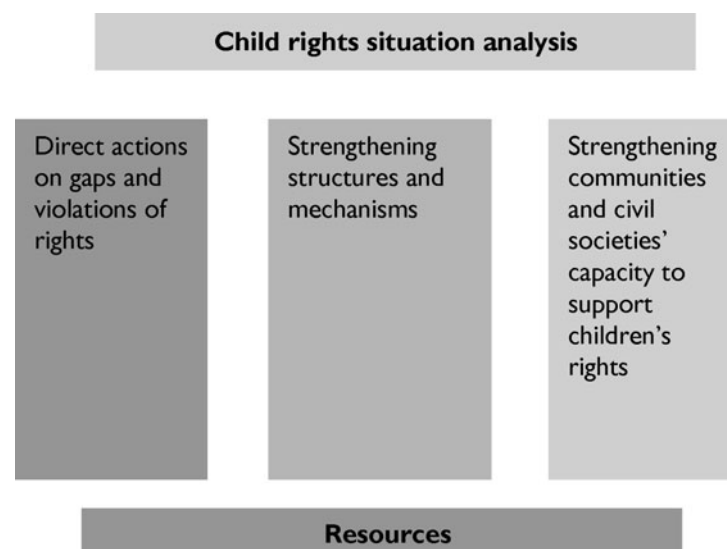 Child rights situation analysis
Direct actions
on gaps and
violations of
rights
Strengthening
structures and
mechanisms
Strengthening
communities
and civil
societies’
capacity to
support
children’s
rights
Resources